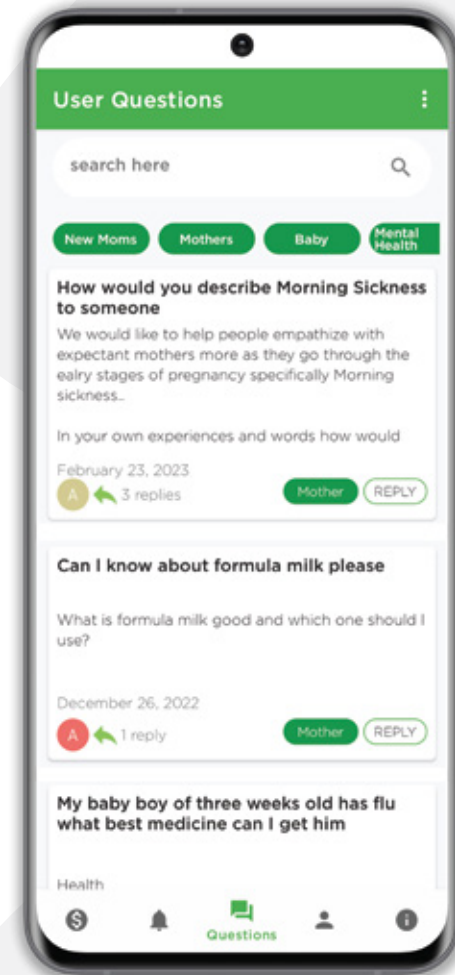 User Questions
search here
New Moms
Mothers
Baby
Mental
Health
How would you describe Morning Sickness
to someone
We would like to help people empathize with
expectant mothers more as they go through the
ealry stages of pregnancy specifically Morning
sickness..
In your own experiences and words how would
February 23, 2023
A
3 replies
Mother
REPLY
Can I know about formula milk please
What is formula milk good and which one should I
use?
December 26, 2022
A
1 reply
Mother
REPLY
My baby boy of three weeks old has flu
what best medicine can I get him
Health
$
Questions